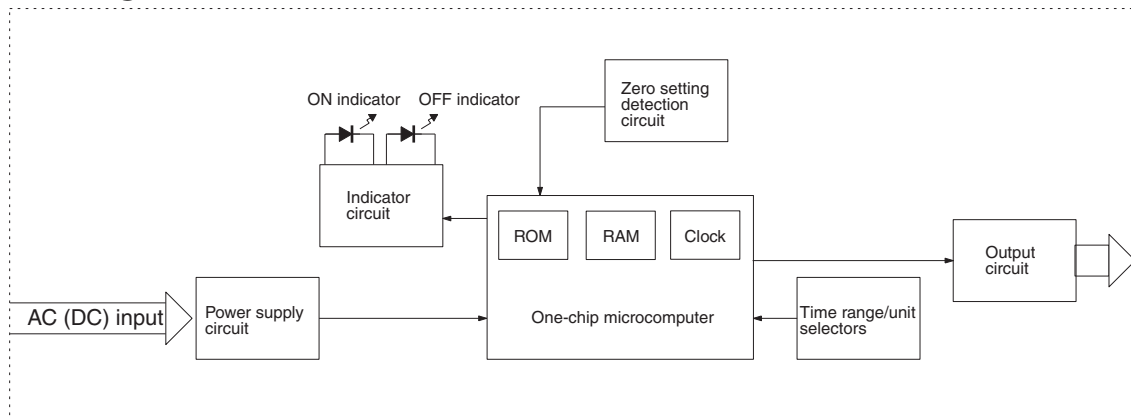 Zero setting
detection
circuit
ON indicator
OFF indicator
Indicator
circuit
ROM
RAM
Clock
Output
circuit
AC (DC) input
Power supply
circuit
One-chip microcomputer
Time range/unit
selectors